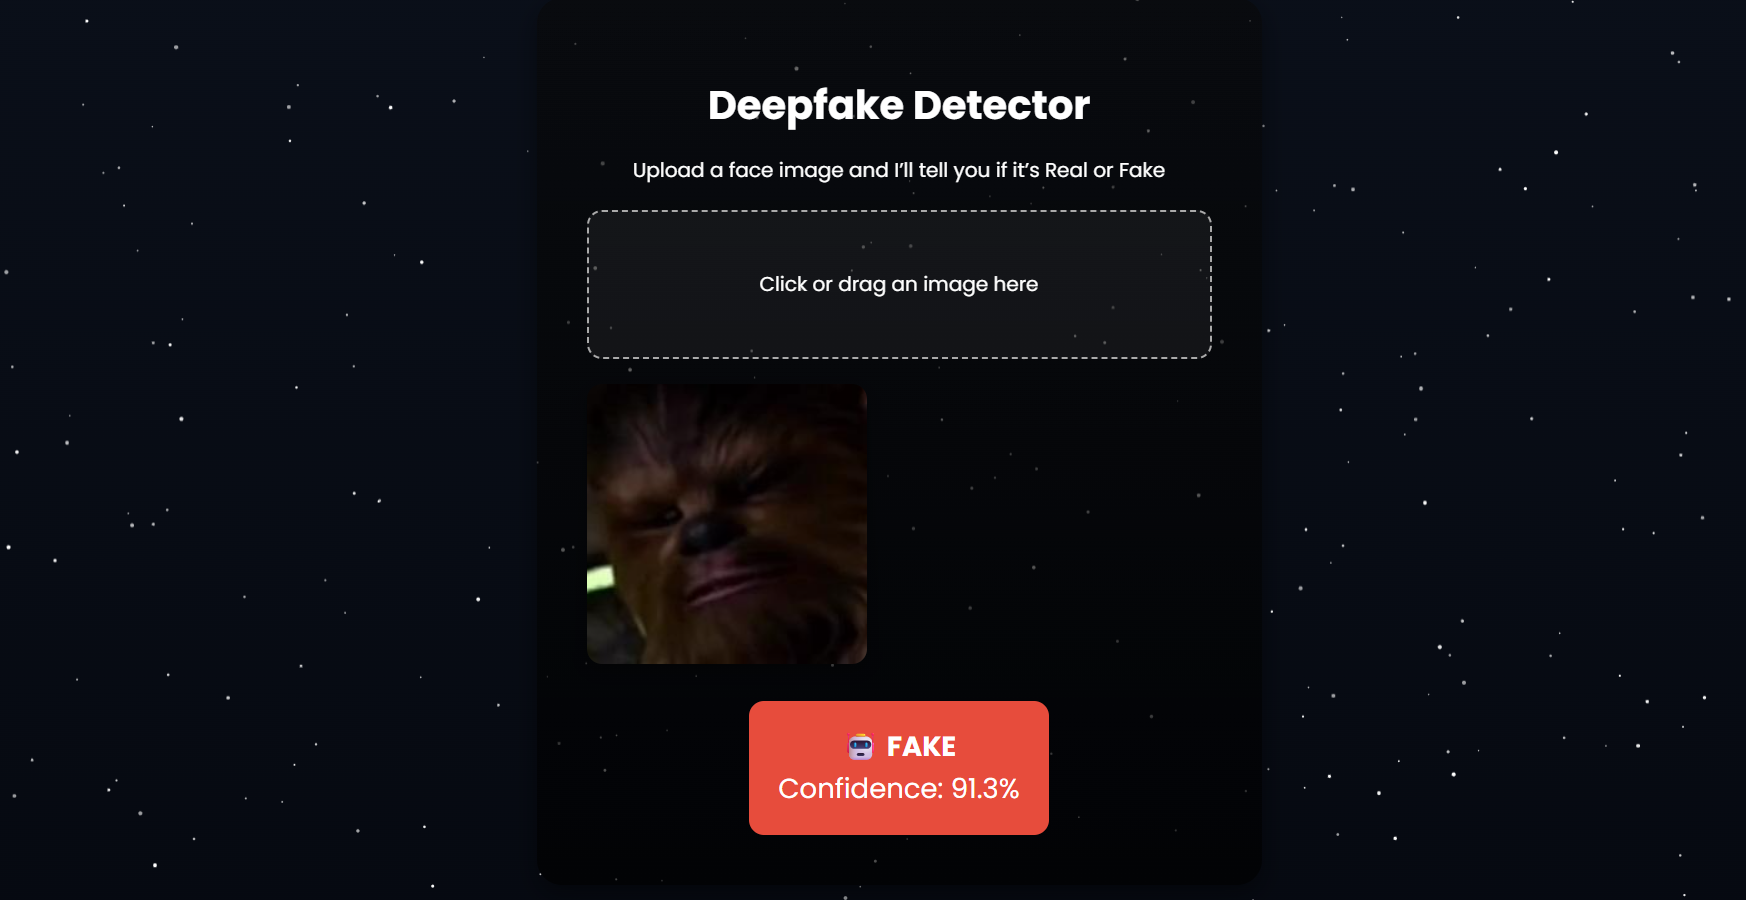 Deepfake Detector
Upload a face image and I’ll tell you if it’s Real or Fake
Click or drag an image here
🤖 FAKE
Confidence: 91.3%